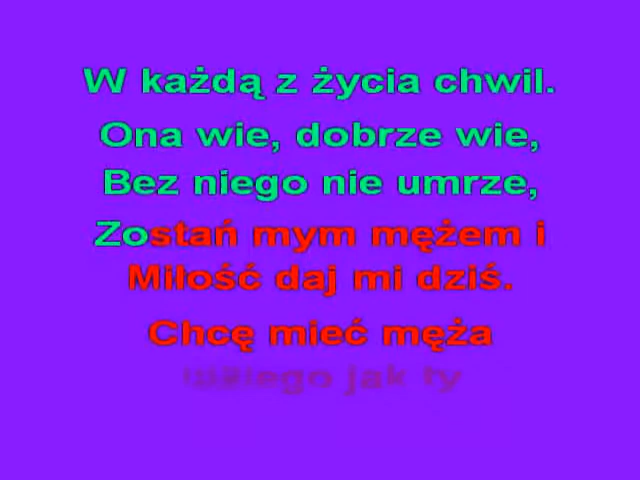 W każdą z życia chwil.
Ona wie, dobrze wie,
Bez niego nie umrze,
Zostań mym mężem i
Miłość daj mi dziś.
Chcę mieć męża
takiego jak ty